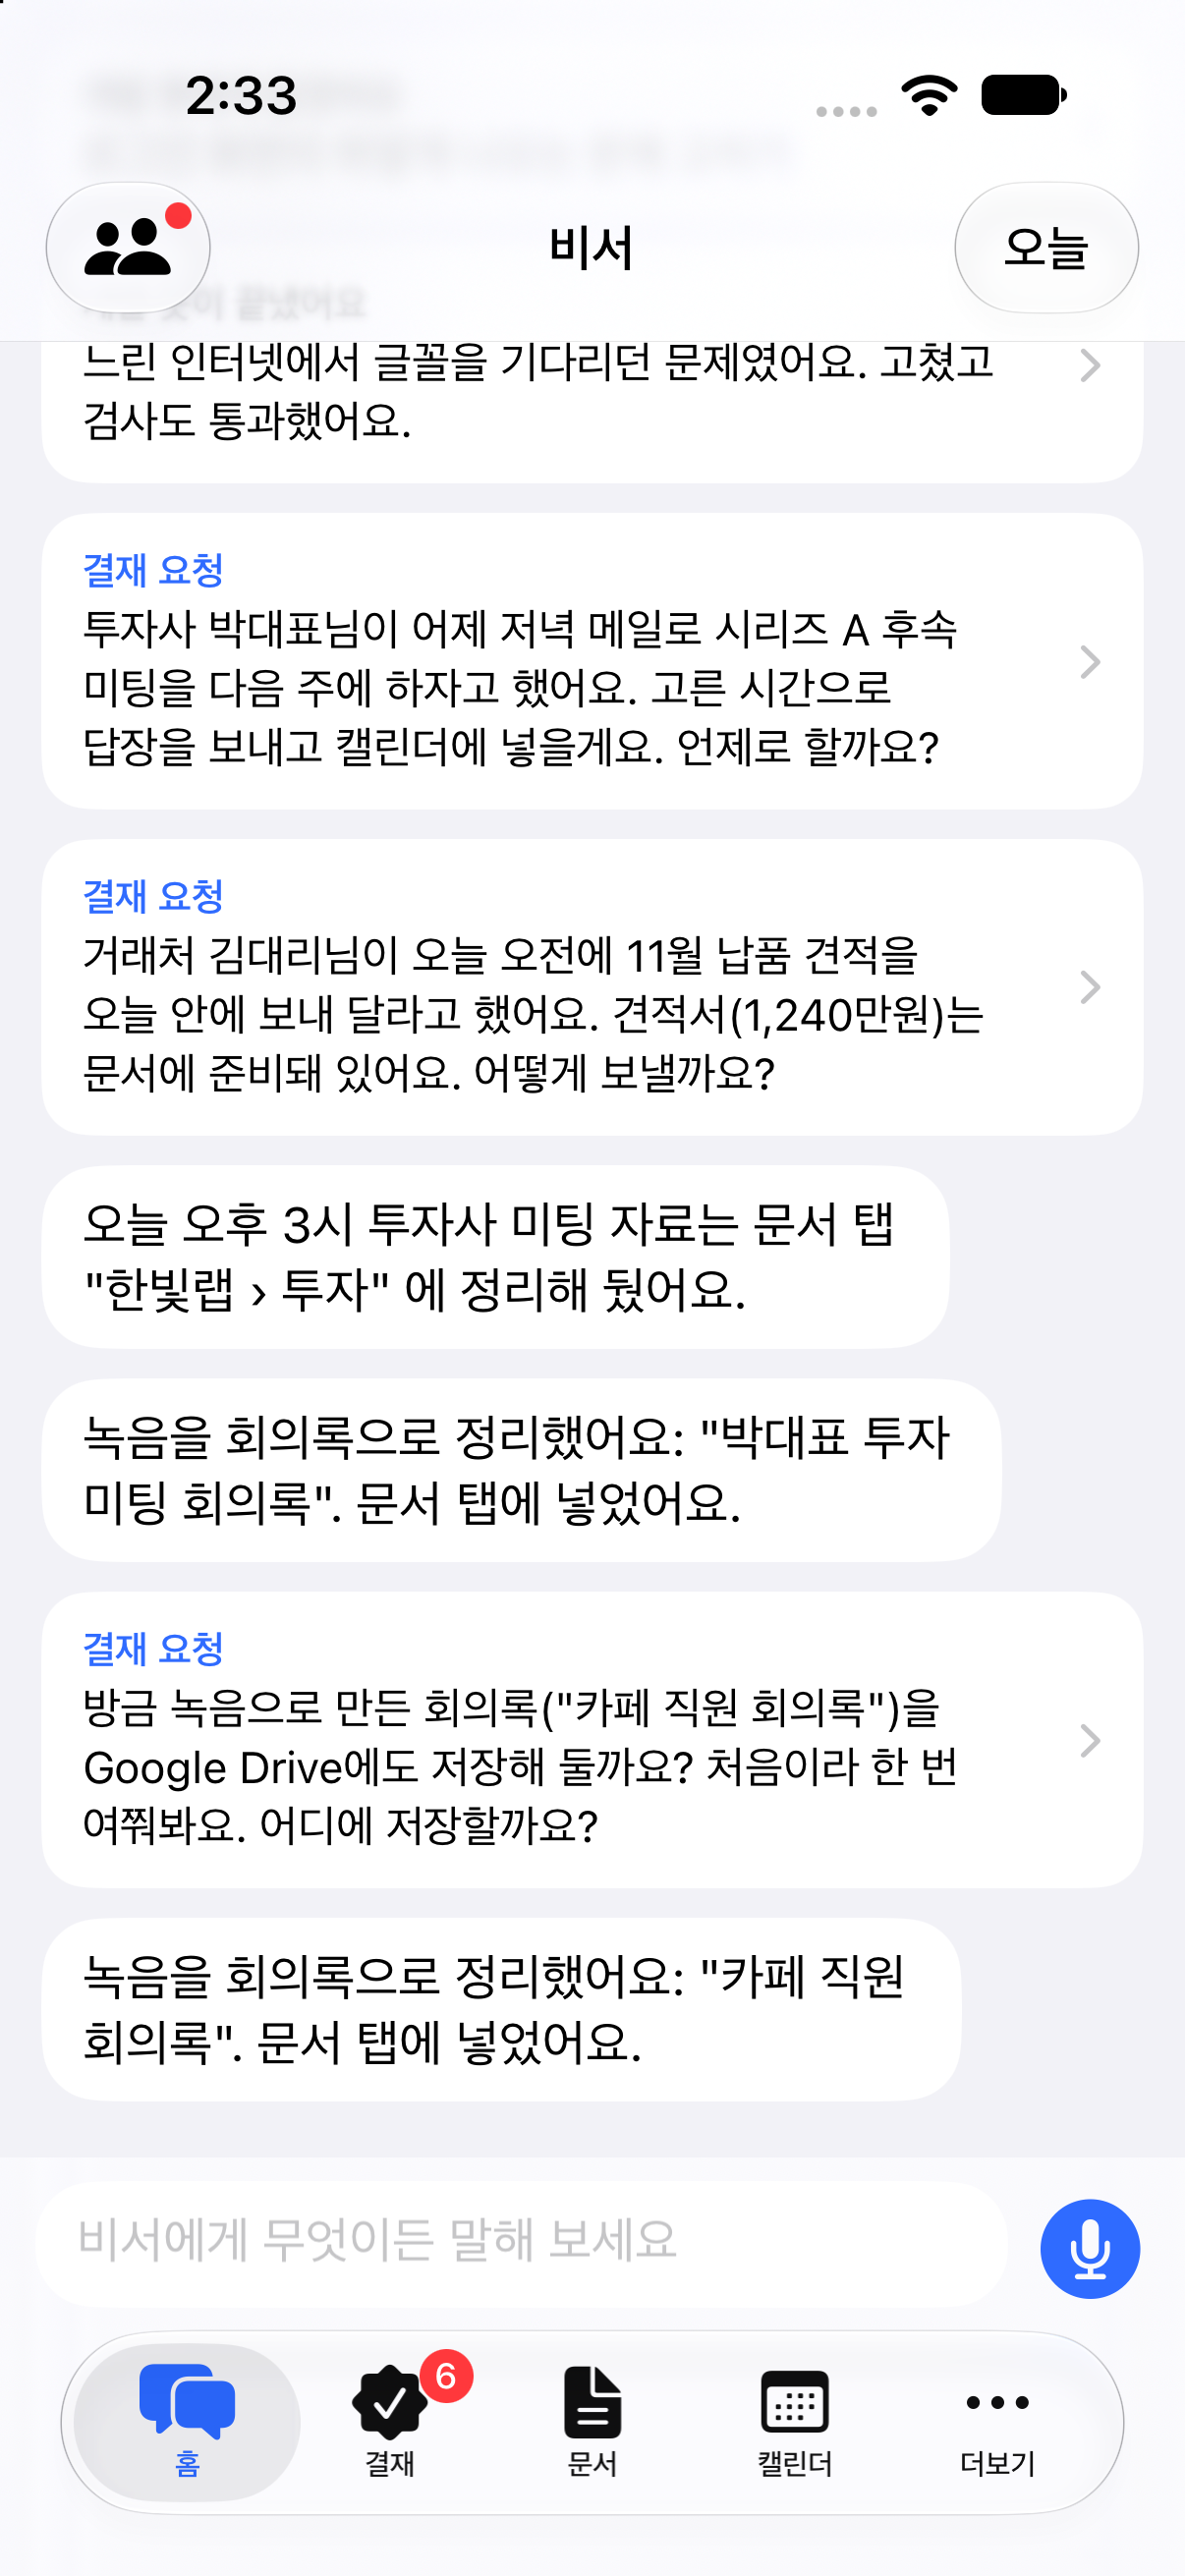 2:33
비서
오늘
끝냈어요
느린 인터넷에서 글꼴을 기다리던 문제였어요. 고쳤고
검사도 통과했어요.
결재 요청
투자사 박대표님이 어제 저녁 메일로 시리즈 A 후속
미팅을 다음 주에 하자고 했어요. 고른 시간으로
답장을 보내고 캘린더에 넣을게요. 언제로 할까요?
결재 요청
거래처 김대리님이 오늘 오전에 11월 납품 견적을
오늘 안에 보내 달라고 했어요. 견적서(1,240만원)는
문서에 준비돼 있어요. 어떻게 보낼까요?
오늘 오후 3시 투자사 미팅 자료는 문서 탭
"한빛랩 › 투자" 에 정리해 뒀어요.
녹음을 회의록으로 정리했어요: "박대표 투자
미팅 회의록". 문서 탭에 넣었어요.
결재 요청
방금 녹음으로 만든 회의록("카페 직원 회의록")을
Google Drive에도 저장해 둘까요? 처음이라 한 번
여쭤봐요. 어디에 저장할까요?
녹음을 회의록으로 정리했어요: "카페 직원
회의록". 문서 탭에 넣었어요.
비서에게 무엇이든 말해 보세요
6
홈
결재
문서
캘린더
더보기